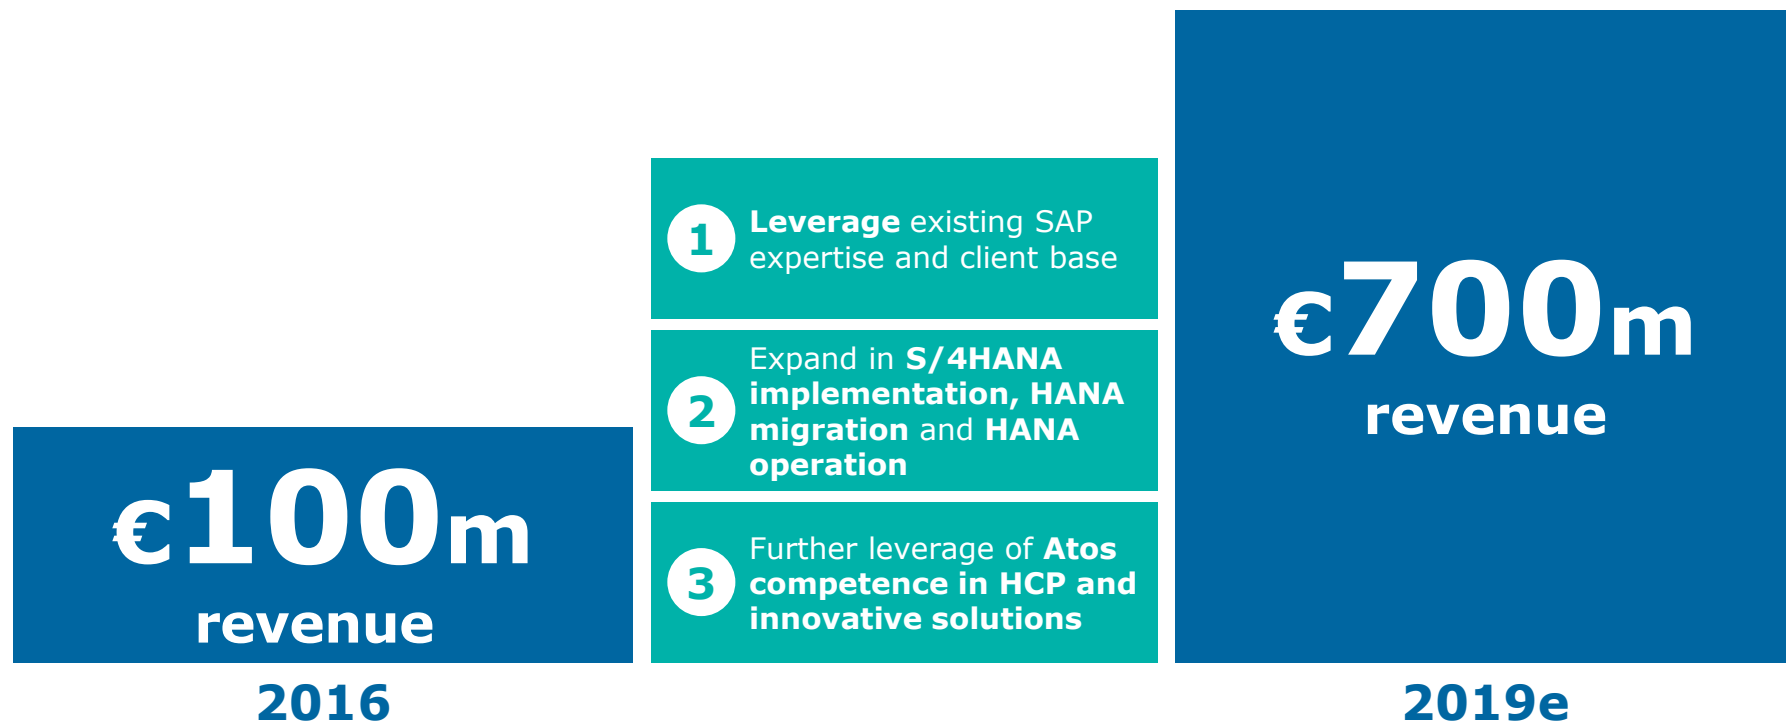 €100m
revenue
2016
1
Leverage existing SAP
expertise and client base
2
Expand in S/4HANA
implementation, HANA
migration and HANA
operation
3
Further leverage of Atos
competence in HCP and
innovative solutions
€700m
revenue
2019e